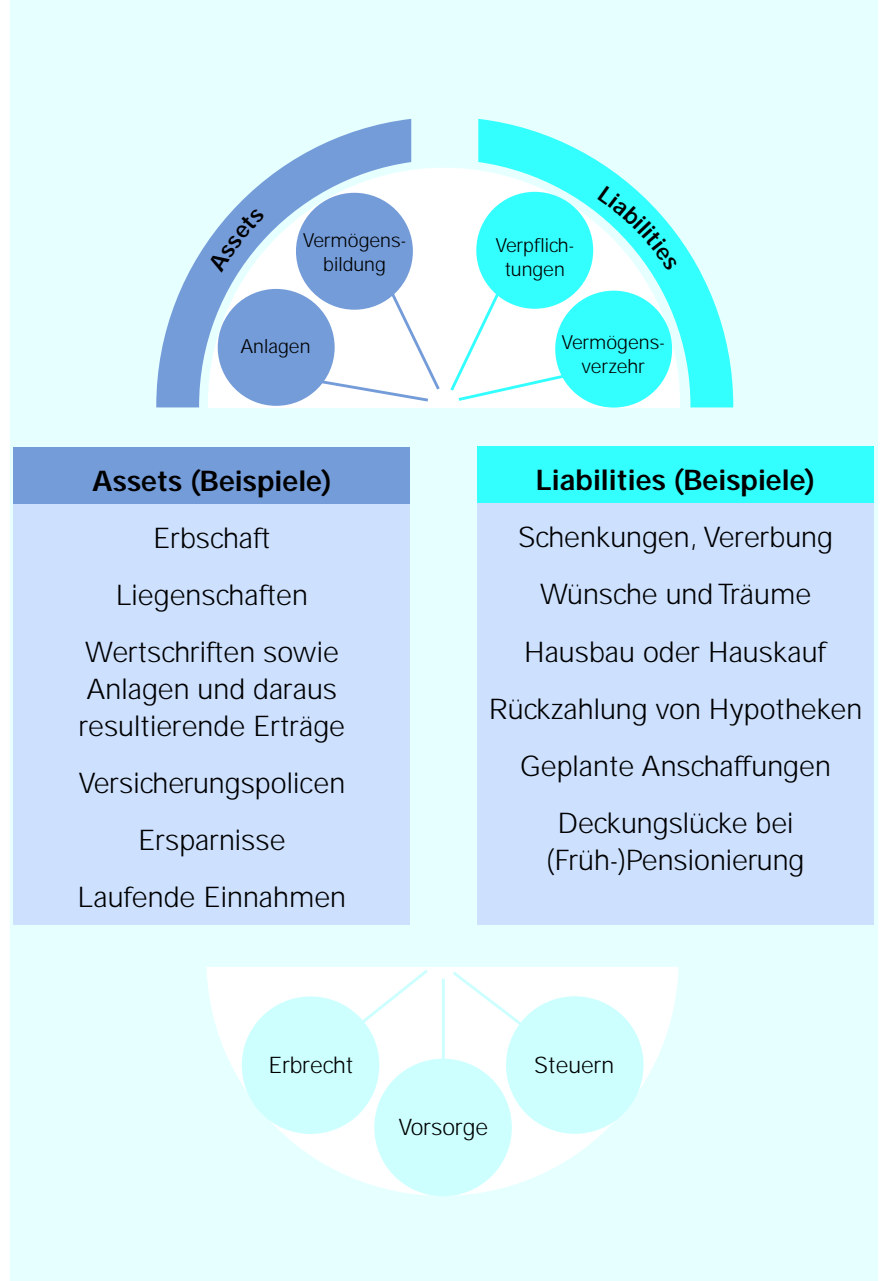 Assets
Liabilities
Vermögens-
bildung
Verpflich-
tungen
Anlagen
Vermögens-
verzehr
Assets (Beispiele)
Erbschaft
Liegenschaften
Wertschriften sowie
Anlagen und daraus
resultierende Erträge
Versicherungspolicen
Ersparnisse
Laufende Einnahmen
Liabilities (Beispiele)
Schenkungen, Vererbung
Wünsche und Träume
Hausbau oder Hauskauf
Rückzahlung von Hypotheken
Geplante Anschaffungen
Deckungslücke bei
(Früh-)Pensionierung
Erbrecht
Vorsorge
Steuern